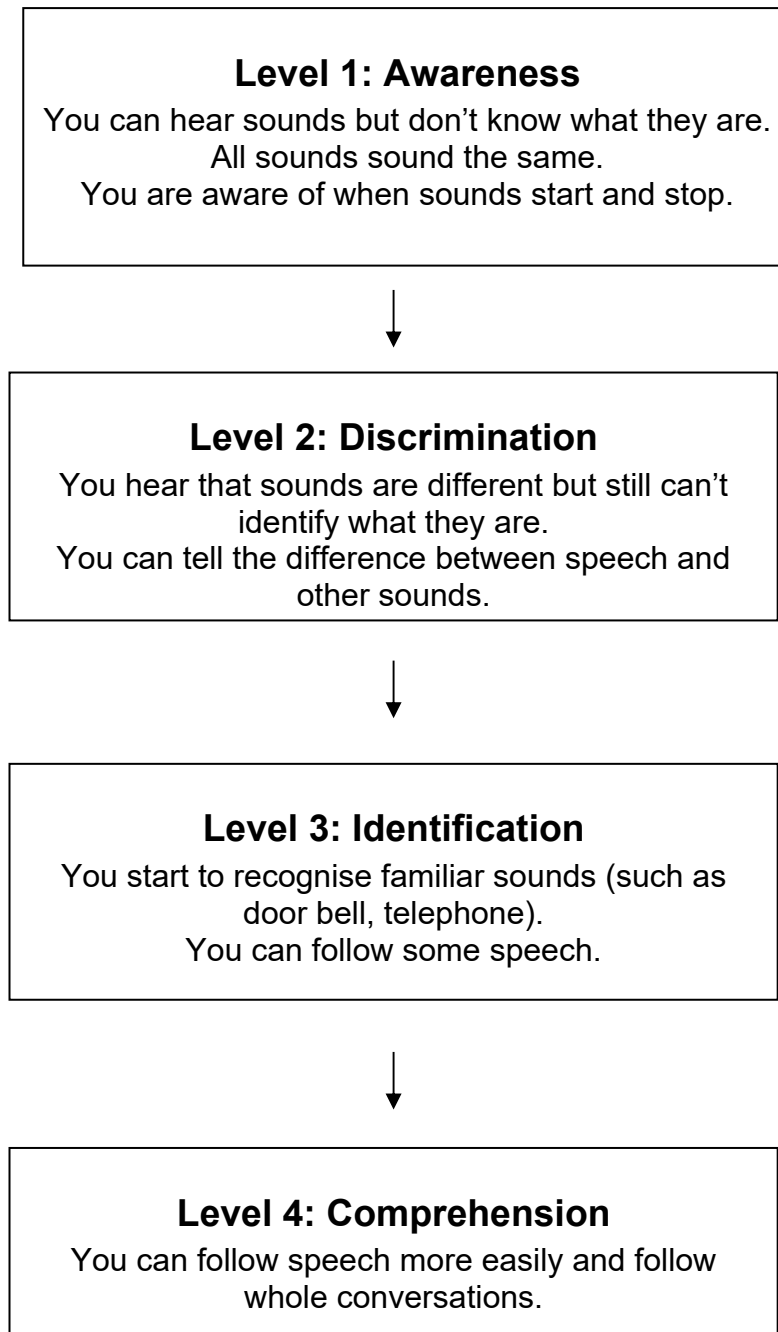 Level 1: Awareness
You can hear sounds but don’t know what they are.
All sounds sound the same.
You are aware of when sounds start and stop.
Level 2: Discrimination
You hear that sounds are different but still can’t
identify what they are.
You can tell the difference between speech and
other sounds.
Level 3: Identification
You start to recognise familiar sounds (such as
door bell, telephone).
You can follow some speech.
Level 4: Comprehension
You can follow speech more easily and follow
whole conversations.